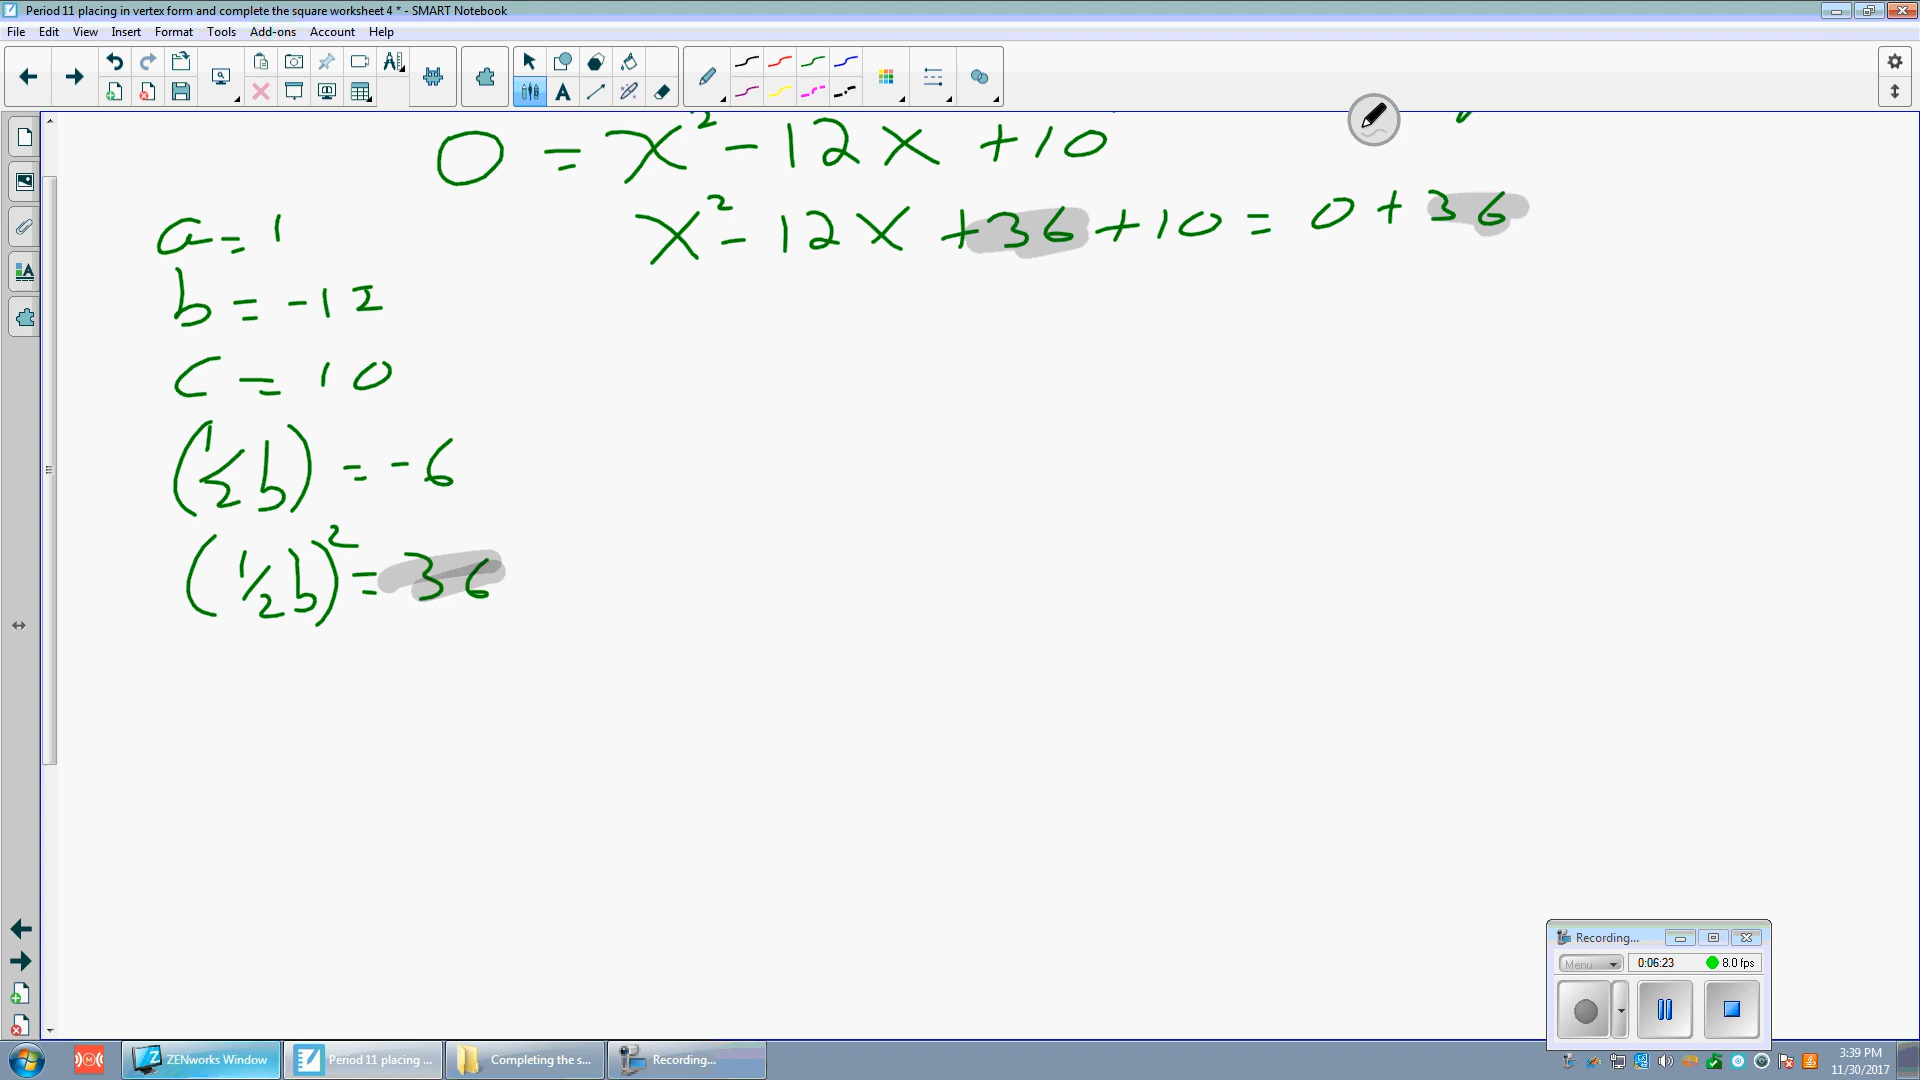 Period 11 placing in vertex form and complete the square worksheet 4 * - SMART Notebook
File Edit View Insert Format Tools Add-ons Account Help
0 = x² - 12x + 10
x² - 12x + 36 + 10 = 0 + 36
a = 1
b = -12
c = 10
(1/2 b) = -6
(1/2 b)² = 36
Recording...
Menu
0:06:23
8.0 fps
ZENworks Window
Period 11 placing ...
Completing the s...
Recording...
3:39 PM
11/30/2017